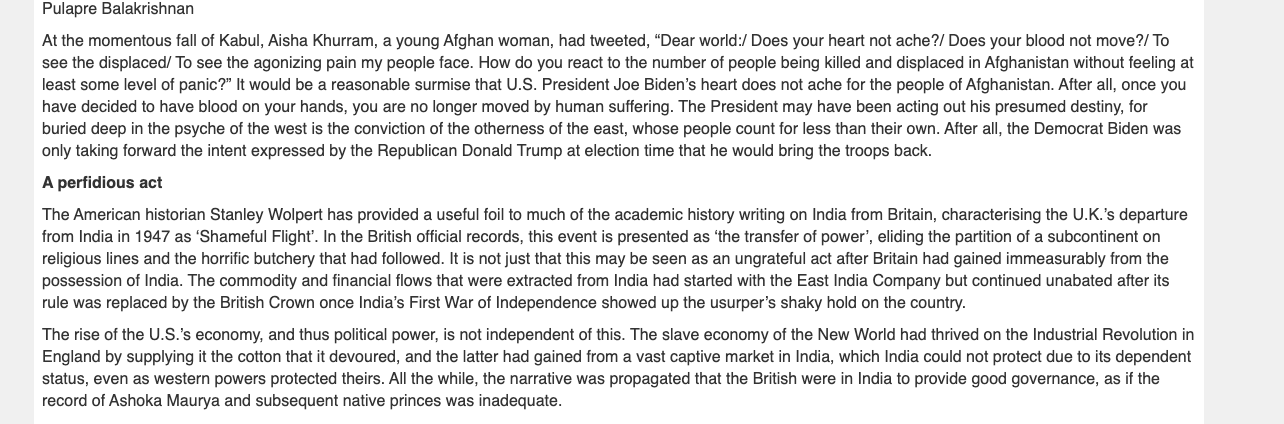 Pulapre Balakrishnan
At the momentous fall of Kabul, Aisha Khurram, a young Afghan woman, had tweeted, “Dear world:/ Does your heart not ache?/ Does your blood not move?/ To
see the displaced/ To see the agonizing pain my people face. How do you react to the number of people being killed and displaced in Afghanistan without feeling at
least some level of panic?” It would be a reasonable surmise that U.S. President Joe Biden’s heart does not ache for the people of Afghanistan. After all, once you
have decided to have blood on your hands, you are no longer moved by human suffering. The President may have been acting out his presumed destiny, for
buried deep in the psyche of the west is the conviction of the otherness of the east, whose people count for less than their own. After all, the Democrat Biden was
only taking forward the intent expressed by the Republican Donald Trump at election time that he would bring the troops back.
A perfidious act
The American historian Stanley Wolpert has provided a useful foil to much of the academic history writing on India from Britain, characterising the U.K.’s departure
from India in 1947 as ‘Shameful Flight’. In the British official records, this event is presented as ‘the transfer of power’, eliding the partition of a subcontinent on
religious lines and the horrific butchery that had followed. It is not just that this may be seen as an ungrateful act after Britain had gained immeasurably from the
possession of India. The commodity and financial flows that were extracted from India had started with the East India Company but continued unabated after its
rule was replaced by the British Crown once India’s First War of Independence showed up the usurper’s shaky hold on the country.
The rise of the U.S.’s economy, and thus political power, is not independent of this. The slave economy of the New World had thrived on the Industrial Revolution in
England by supplying it the cotton that it devoured, and the latter had gained from a vast captive market in India, which India could not protect due to its dependent
status, even as western powers protected theirs. All the while, the narrative was propagated that the British were in India to provide good governance, as if the
record of Ashoka Maurya and subsequent native princes was inadequate.